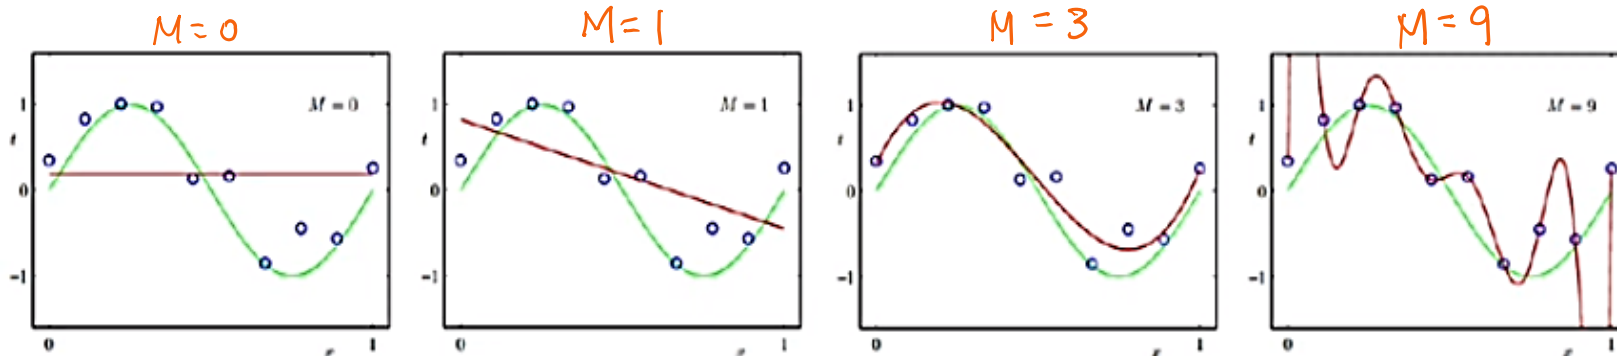 M=0 M=1 M=3 M=9
1 M=0 1 M=1 1 M=3 1 M=9
t t t t
0 0 0 0
-1 -1 -1 -1
0 1 0 1 0 1 0 1